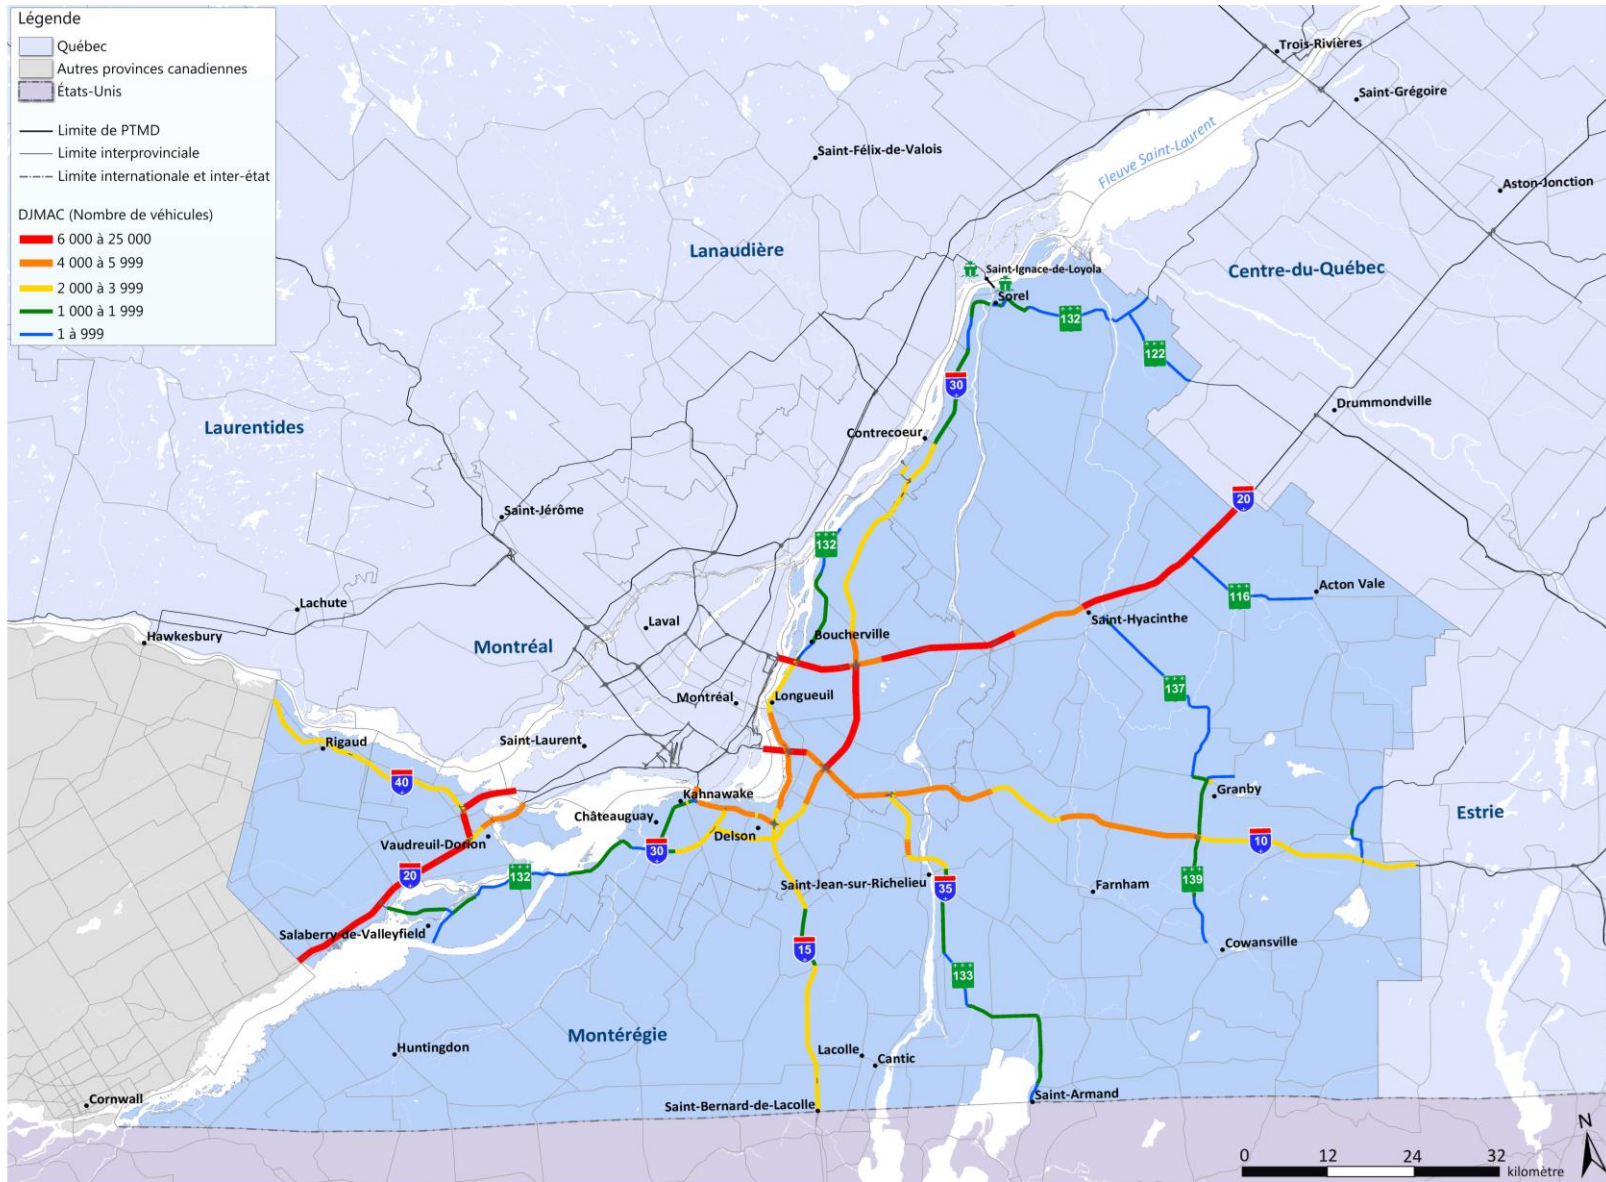 Légende
Québec
Autres provinces canadiennes
États-Unis
Limite de PTMD
Limite interprovinciale
Limite internationale et inter-état
DJMAC (Nombre de véhicules)
6 000 à 25 000
4 000 à 5 999
2 000 à 3 999
1 000 à 1 999
1 à 999
Trois-Rivières
Saint-Grégoire
Fleuve Saint-Laurent
Saint-Félix-de-Valois
Aston-Jonction
Lanaudière
Saint-Ignace-de-Loyola
Centre-du-Québec
Sorel
132
122
30
Drummondville
Laurentides
Contrecoeur
20
Saint-Jérôme
132
Acton Vale
116
Lachute
Saint-Hyacinthe
Hawkesbury
Laval
Boucherville
Montréal
137
Montréal
Longueuil
Rigaud
Saint-Laurent
40
Kahnawake
Granby
Châteauguay
Estrie
Delson
Vaudreuil-Dorion
30
10
20
132
Saint-Jean-sur-Richelieu
35
Farnham
139
Salaberry-de-Valleyfield
15
Cowansville
133
Montérégie
Huntingdon
Lacolle
Cantic
Cornwall
Saint-Bernard-de-Lacolle
Saint-Armand
N
0 12 24 32
kilomètre